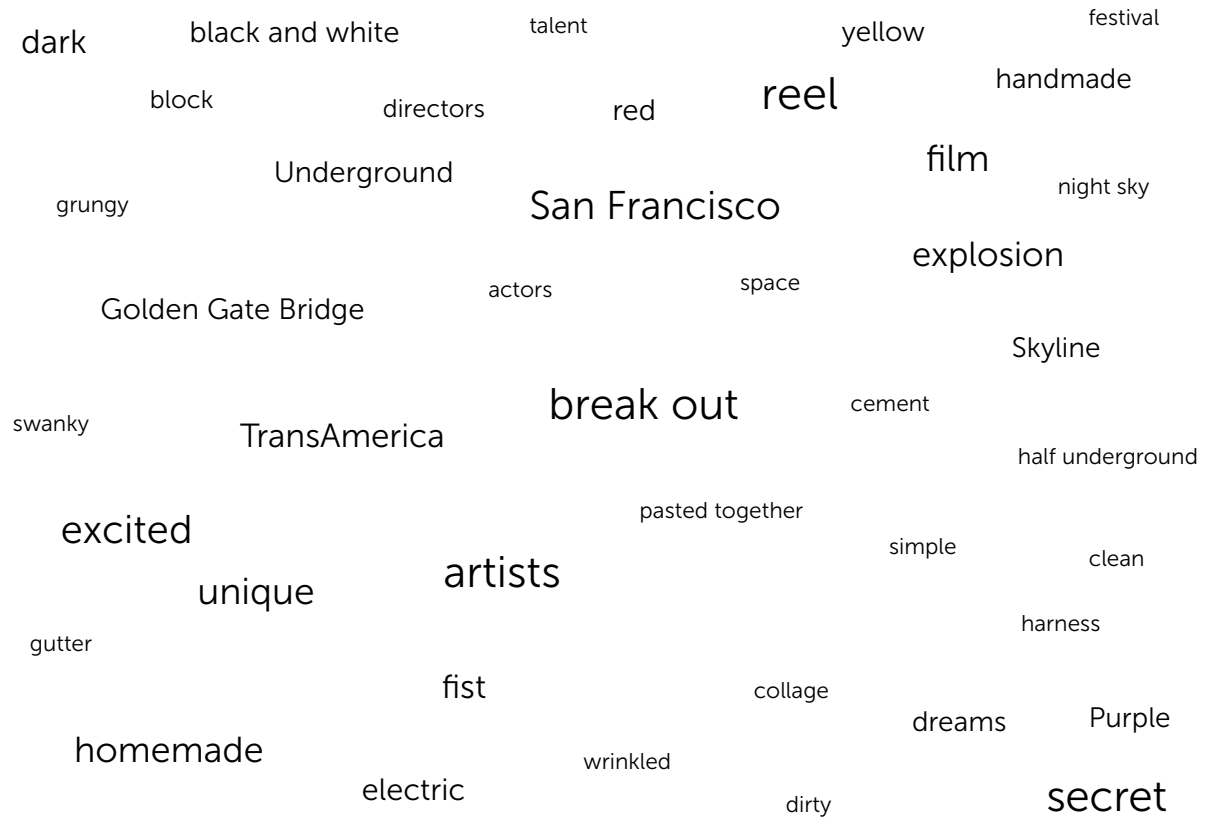 festival
talent
dark
black and white
yellow
handmade
reel
block
directors
red
film
Underground
night sky
grungy
San Francisco
explosion
actors
space
Golden Gate Bridge
Skyline
break out
cement
swanky
TransAmerica
half underground
pasted together
excited
simple
clean
artists
unique
harness
gutter
fist
collage
Purple
dreams
homemade
wrinkled
electric
secret
dirty